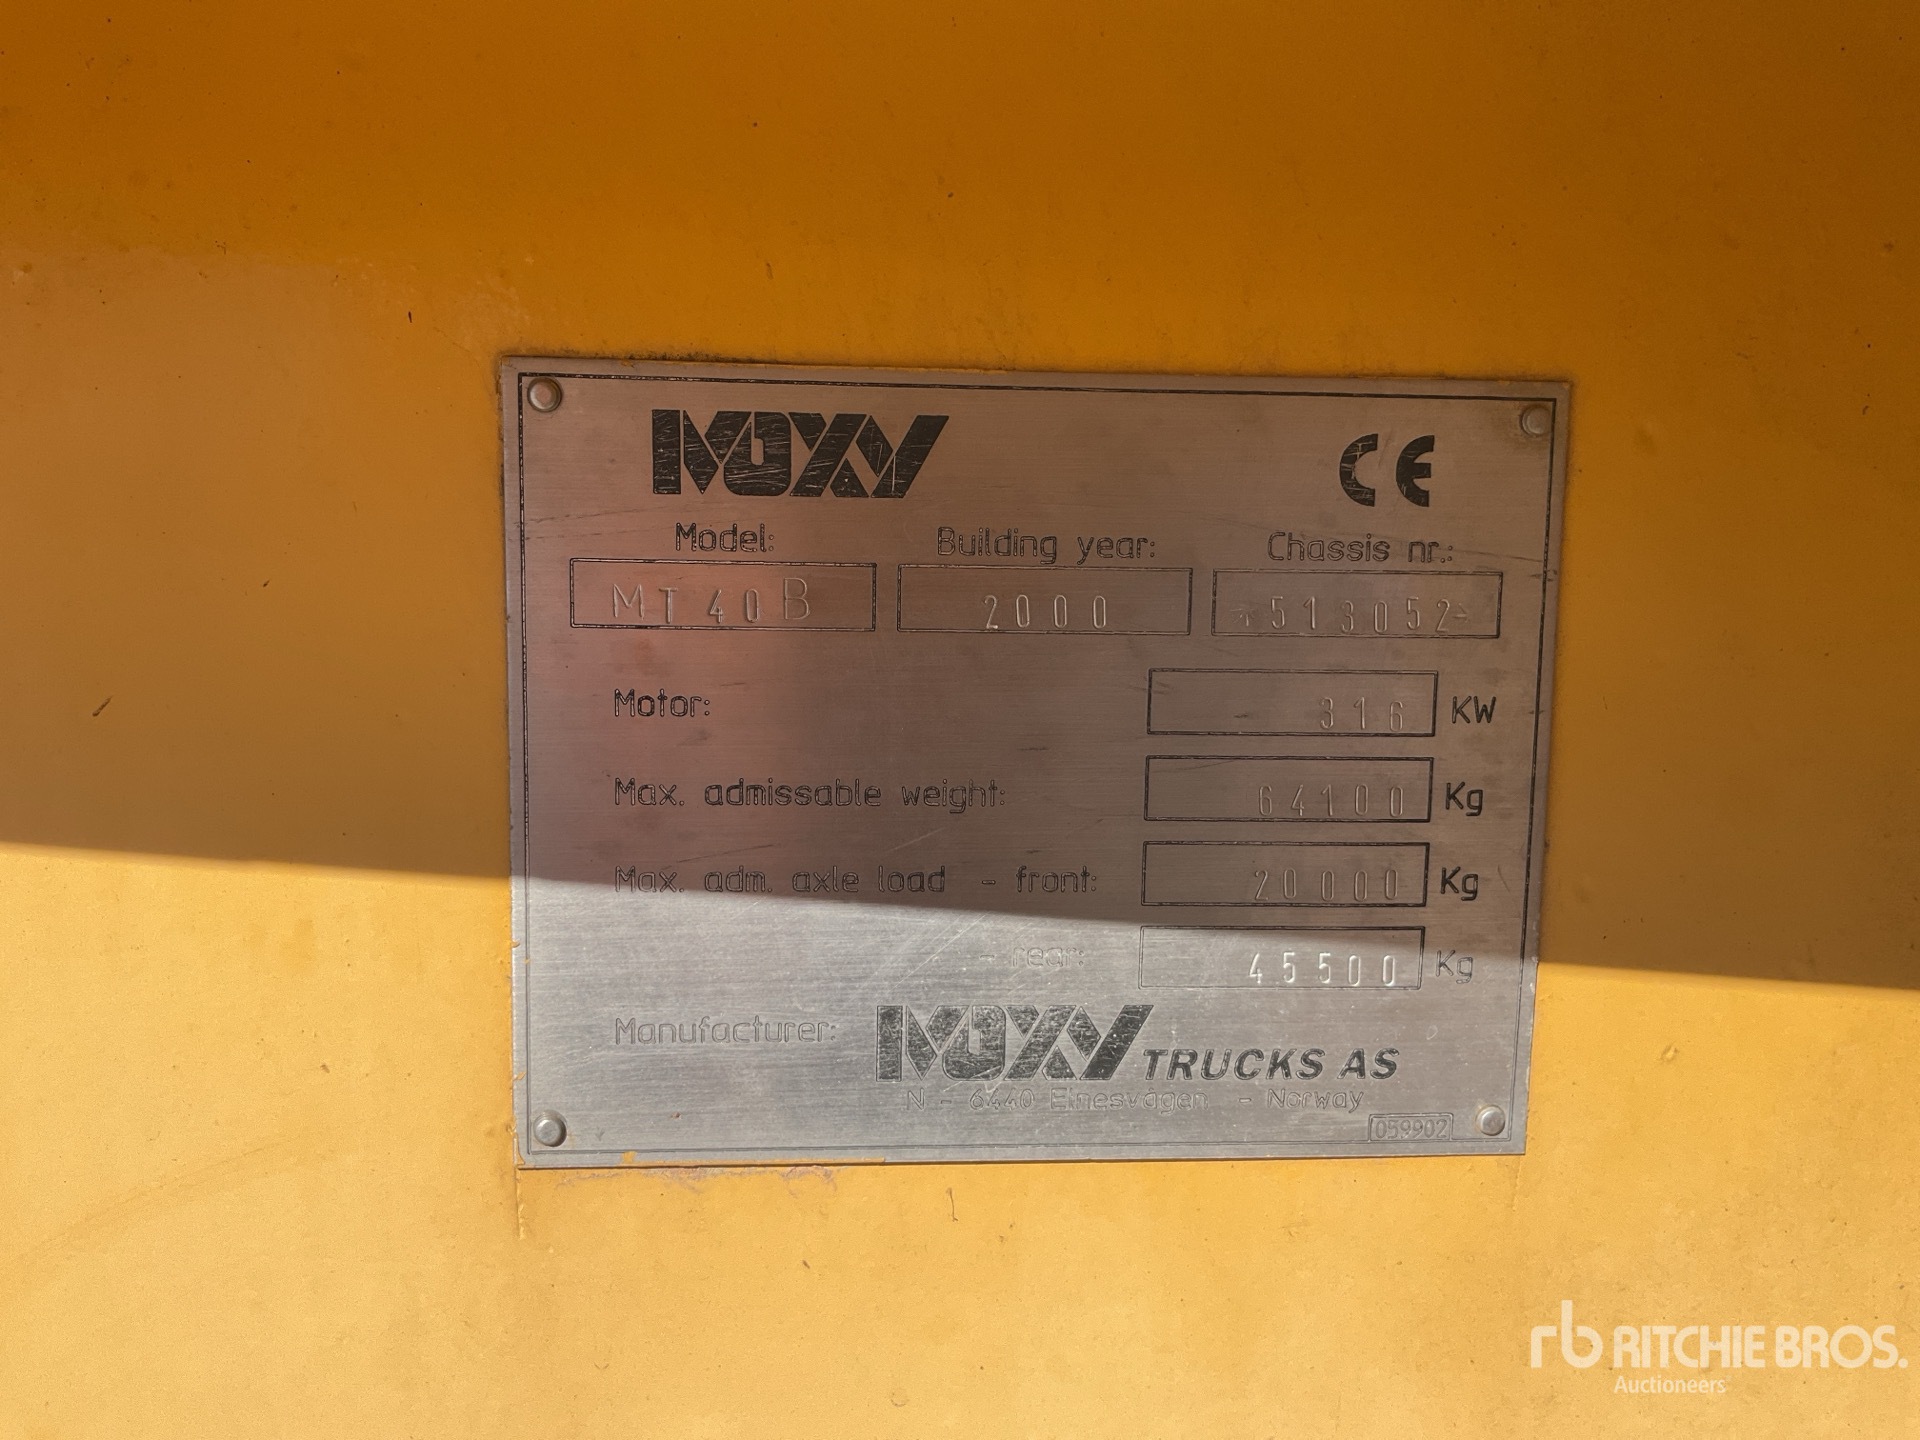 MOXY CE
Model: Building year: Chassis nr.:
MT40B 2000 *513052*
Motor: 316 KW
Max. admissable weight: 64100 Kg
Max. adm. axle load - front: 20000 Kg
- rear: 45500 Kg
Manufacturer: MOXY TRUCKS AS
N - 6440 Elnesvågen - Norway
059902
rb RITCHIE BROS.
Auctioneers